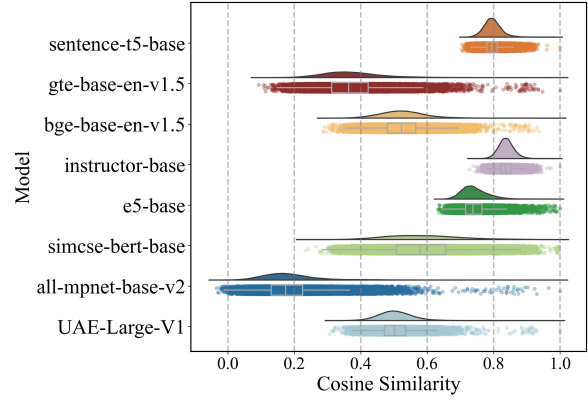 Model
sentence-t5-base
gte-base-en-v1.5
bge-base-en-v1.5
instructor-base
e5-base
simcse-bert-base
all-mpnet-base-v2
UAE-Large-V1
0.0 0.2 0.4 0.6 0.8 1.0
Cosine Similarity